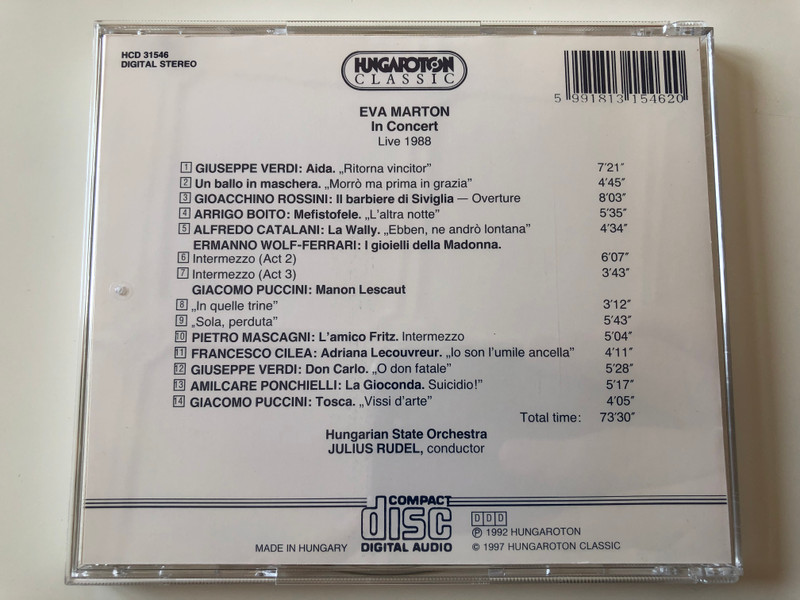 HCD 31546
DIGITAL STEREO
HUNGAROTON
CLASSIC
5 991813 154620
EVA MARTON
In Concert
Live 1988
1 GIUSEPPE VERDI: Aida. „Ritorna vincitor” 7’21”
2 Un ballo in maschera. „Morrò ma prima in grazia” 4’45”
3 GIOACCHINO ROSSINI: Il barbiere di Siviglia — Overture 8’03”
4 ARRIGO BOITO: Mefistofele. „L’altra notte” 5’35”
5 ALFREDO CATALANI: La Wally. „Ebben, ne andrò lontana” 4’34”
ERMANNO WOLF-FERRARI: I gioielli della Madonna.
6 Intermezzo (Act 2) 6’07”
7 Intermezzo (Act 3) 3’43”
GIACOMO PUCCINI: Manon Lescaut
8 „In quelle trine” 3’12”
9 „Sola, perduta” 5’43”
10 PIETRO MASCAGNI: L’amico Fritz. Intermezzo 5’04”
11 FRANCESCO CILEA: Adriana Lecouvreur. „Io son l’umile ancella” 4’11”
12 GIUSEPPE VERDI: Don Carlo. „O don fatale” 5’28”
13 AMILCARE PONCHIELLI: La Gioconda. Suicidio!” 5’17”
14 GIACOMO PUCCINI: Tosca. „Vissi d’arte” 4’05”
Total time: 73’30”
Hungarian State Orchestra
JULIUS RUDEL, conductor
COMPACT
disc
DIGITAL AUDIO
MADE IN HUNGARY
D D D
℗ 1992 HUNGAROTON
© 1997 HUNGAROTON CLASSIC